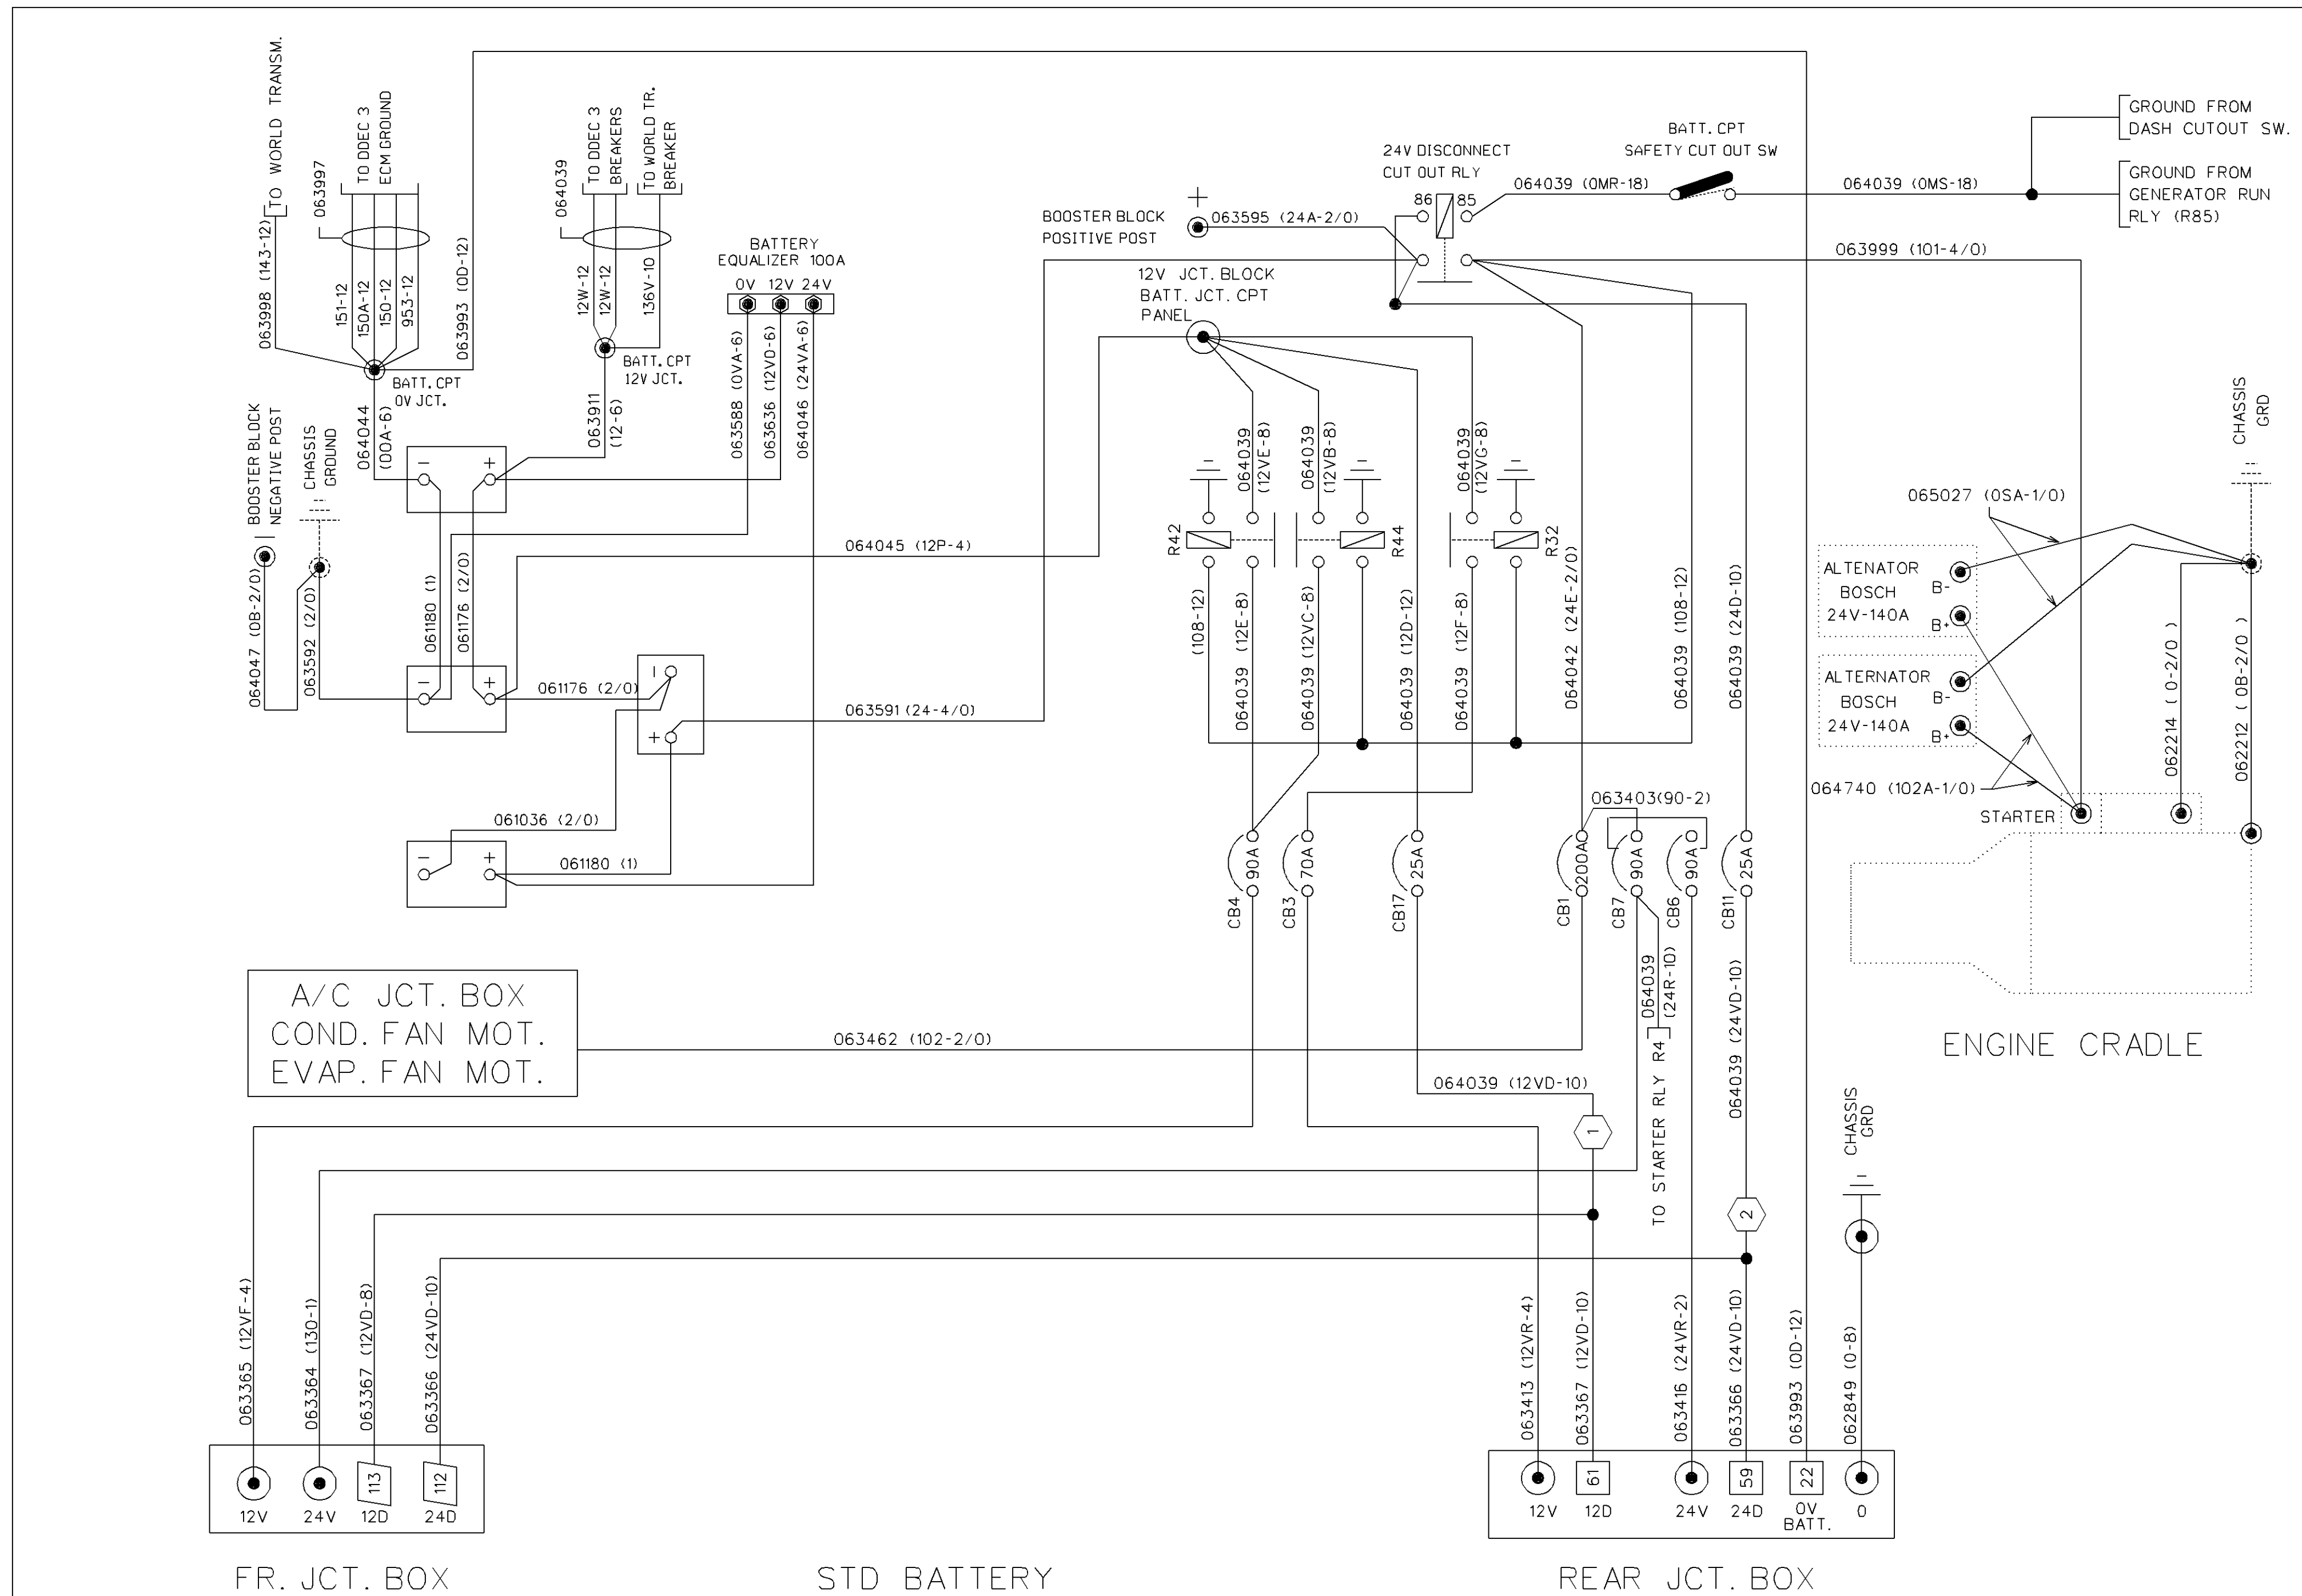 TO WORLD TRANSM.
063998 (143-12)
063997
TO DDEC 3
ECM GROUND
151-12
150A-12
150-12
953-12
063993 (0D-12)
BATT. CPT
0V JCT.
064039
TO DDEC 3
BREAKERS
TO WORLD TR.
BREAKER
12W-12
12W-12
136V-10
BATT. CPT
12V JCT.
063911
(12-6)
BATTERY
EQUALIZER 100A
0V 12V 24V
063588 (0VA-6)
063636 (12VD-6)
064046 (24VA-6)
BOOSTER BLOCK
NEGATIVE POST
CHASSIS
GROUND
064044
(00A-6)
064047 (0B-2/0)
063592 (2/0)
061180 (1)
061176 (2/0)
- +
- +
- +
- +
061176 (2/0)
064045 (12P-4)
063591 (24-4/0)
061036 (2/0)
061180 (1)
+
BOOSTER BLOCK
POSITIVE POST
063595 (24A-2/0)
12V JCT. BLOCK
BATT. JCT. CPT
PANEL
24V DISCONNECT
CUT OUT RLY
86 85
BATT. CPT
SAFETY CUT OUT SW
064039 (0MR-18)
064039 (0MS-18)
GROUND FROM
DASH CUTOUT SW.
GROUND FROM
GENERATOR RUN
RLY (R85)
063999 (101-4/0)
064039
(12VE-8)
064039
(12VB-8)
064039
(12VG-8)
R42
R44
R32
(108-12)
064039 (12E-8)
064039 (12VC-8)
064039 (12D-12)
064039 (12F-8)
064042 (24E-2/0)
064039 (108-12)
064039 (24D-10)
063403(90-2)
90A
70A
25A
200A
90A
90A
25A
CB4
CB3
CB17
CB1
CB7
CB6
CB11
064039
(24R-10)
TO STARTER RLY R4
064039 (24VD-10)
CHASSIS
GRD
065027 (0SA-1/0)
ALTENATOR
BOSCH
24V-140A
B-
B+
ALTERNATOR
BOSCH
24V-140A
B-
B+
064740 (102A-1/0)
STARTER
062214 ( 0-2/0 )
062212 ( 0B-2/0 )
ENGINE CRADLE
A/C JCT. BOX
COND. FAN MOT.
EVAP. FAN MOT.
063462 (102-2/0)
064039 (12VD-10)
1
2
CHASSIS
GRD
063365 (12VF-4)
063364 (130-1)
063367 (12VD-8)
063366 (24VD-10)
113
112
12V 24V 12D 24D
FR. JCT. BOX
STD BATTERY
063413 (12VR-4)
063367 (12VD-10)
063416 (24VR-2)
063366 (24VD-10)
063993 (0D-12)
062849 (0-8)
61
59
22
12V 12D 24V 24D 0V
BATT.
0
REAR JCT. BOX